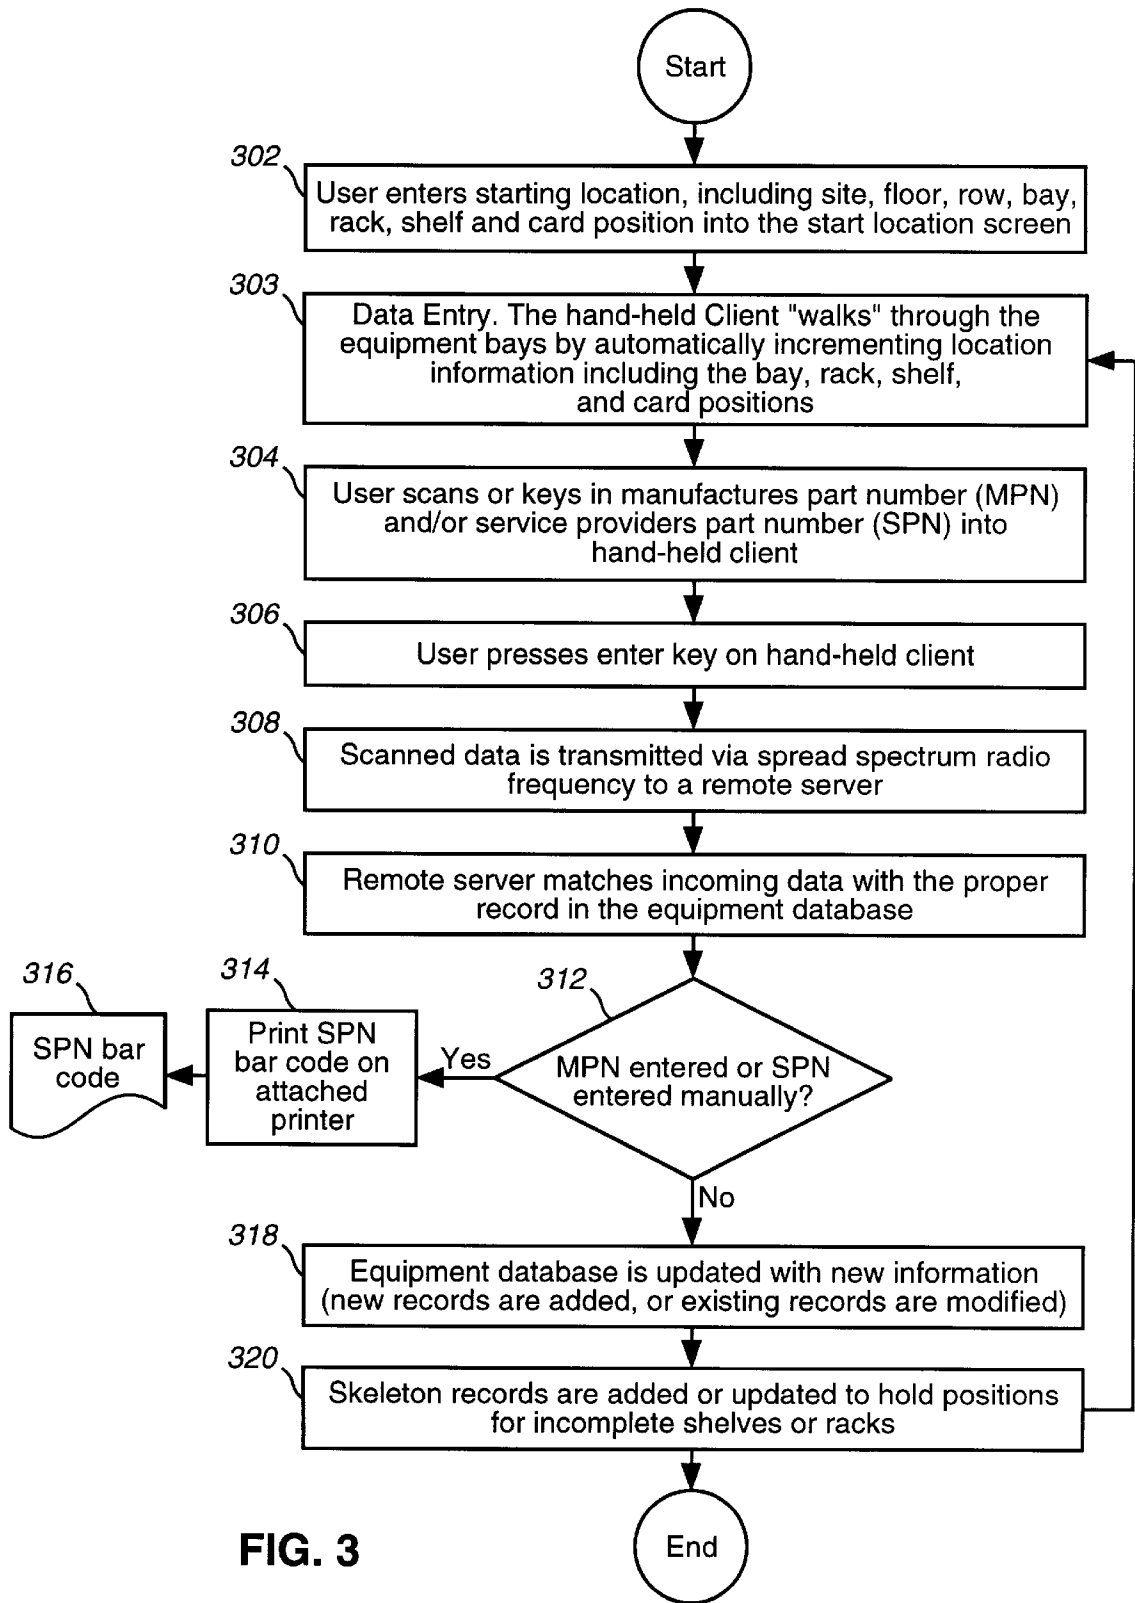 Start
302
User enters starting location, including site, floor, row, bay,
rack, shelf and card position into the start location screen
303
Data Entry. The hand-held Client "walks" through the
equipment bays by automatically incrementing location
information including the bay, rack, shelf,
and card positions
304
User scans or keys in manufactures part number (MPN)
and/or service providers part number (SPN) into
hand-held client
306
User presses enter key on hand-held client
308
Scanned data is transmitted via spread spectrum radio
frequency to a remote server
310
Remote server matches incoming data with the proper
record in the equipment database
312
MPN entered or SPN
entered manually?
Yes
314
Print SPN
bar code on
attached
printer
316
SPN bar
code
No
318
Equipment database is updated with new information
(new records are added, or existing records are modified)
320
Skeleton records are added or updated to hold positions
for incomplete shelves or racks
End
FIG. 3